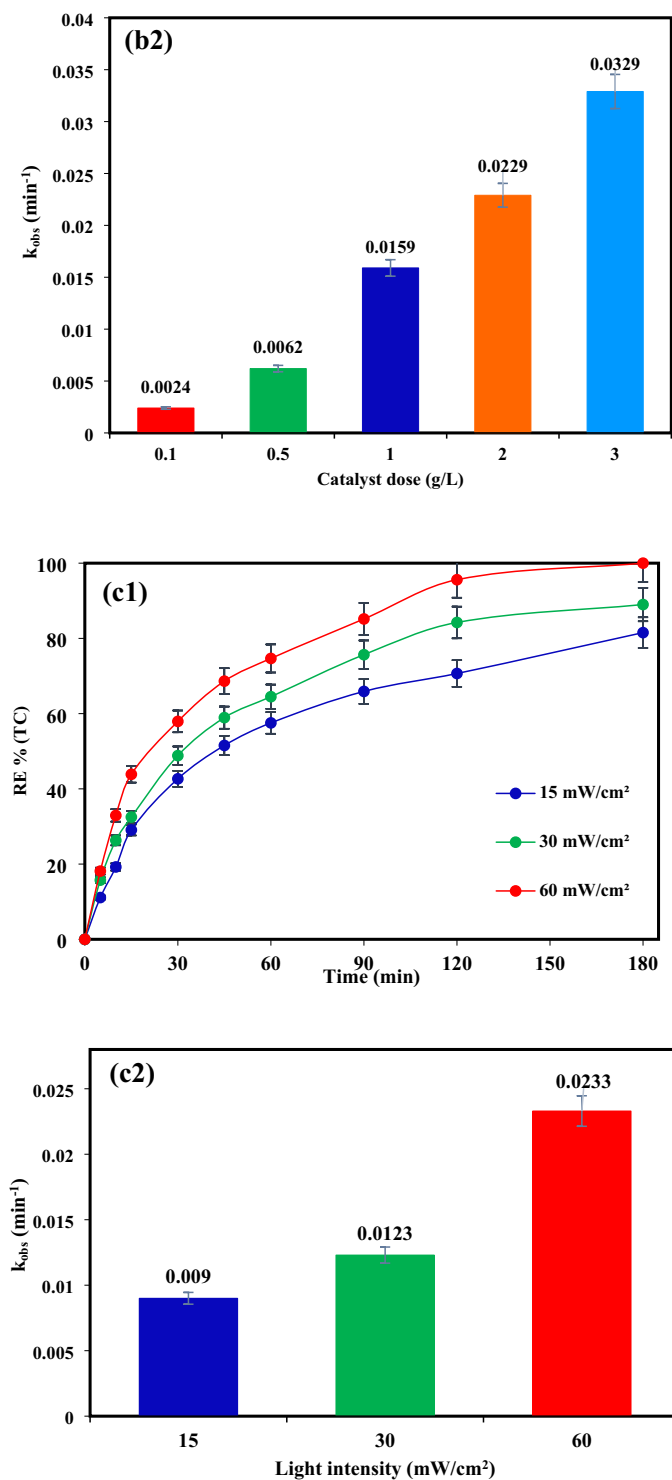 (b2)
0.04
0.035
0.03
0.025
0.02
0.015
0.01
0.005
0
kobs (min⁻¹)
0.0024
0.0062
0.0159
0.0229
0.0329
0.1 0.5 1 2 3
Catalyst dose (g/L)
(c1)
100
80
60
40
20
0
RE % (TC)
15 mW/cm²
30 mW/cm²
60 mW/cm²
0 30 60 90 120 150 180
Time (min)
(c2)
0.025
0.02
0.015
0.01
0.005
0
kobs (min⁻¹)
0.009
0.0123
0.0233
15 30 60
Light intensity (mW/cm²)